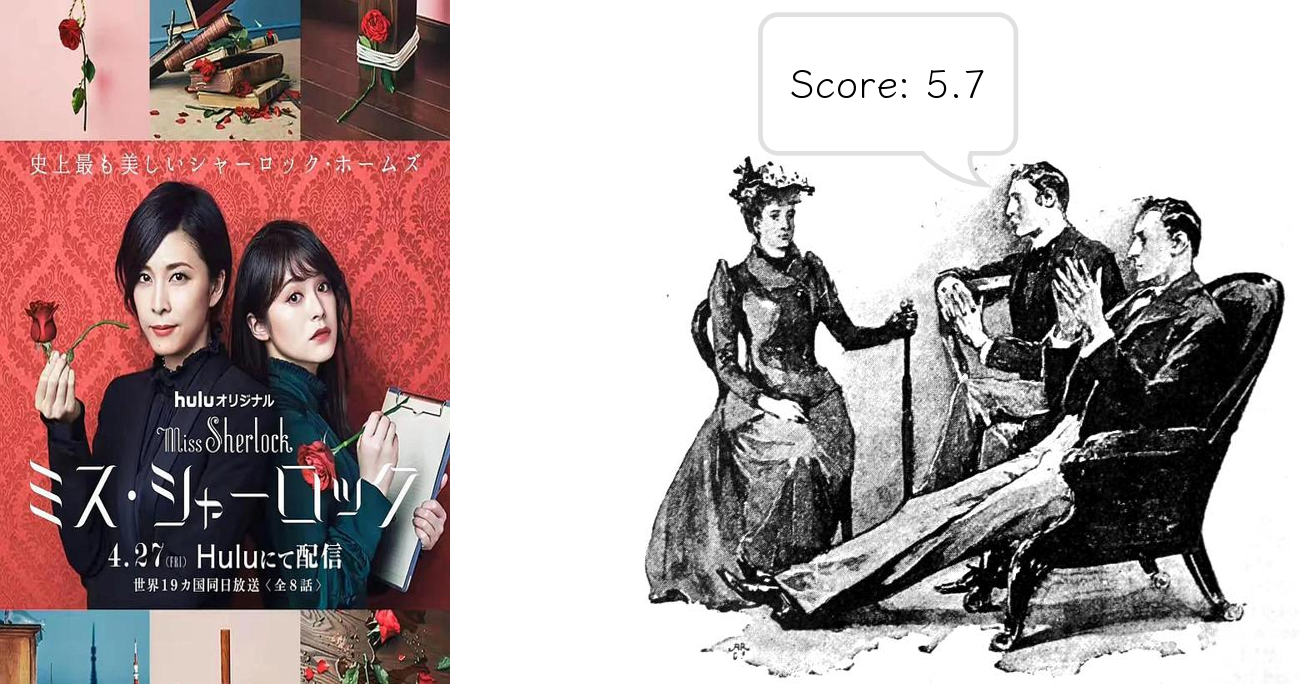 史上最も美しいシャーロック・ホームズ
huluオリジナル
Miss Sherlock
ミス・シャーロック
4.27(FRI) Huluにて配信
世界19カ国同日放送〈全8話〉
Score: 5.7